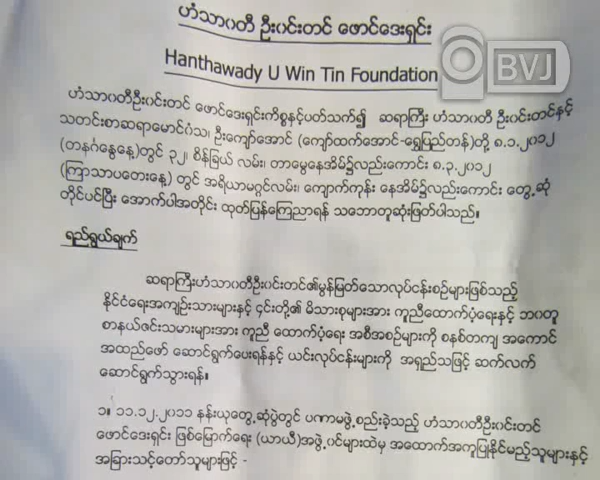 ဟံသာဝတီ ဦးဝင်းတင် ဖောင်ဒေးရှင်း
Hanthawady U Win Tin Foundation
BVJ
ဟံသာဝတီဦးဝင်းတင် ဖောင်ဒေးရှင်းကိစ္စနှင့်ပတ်သက်၍ ဆရာကြီး ဟံသာဝတီဦးဝင်းတင်နှင့်
သတင်းစာဆရာမောင်ဝံသ၊ ဦးကျော်အောင် (ကျော်ထက်အောင်-ရွှေပြည်တန်)တို့ ၈.၁.၂၀၁၂
(တနင်္ဂနွေနေ့)တွင် ၃၂၊ စိန်ခြယ် လမ်း၊ တာမွေနေအိမ်၌လည်းကောင်း ၈.၃.၂၀၁၂
(ကြာသာပတေးနေ့) တွင် အရိယာမဂ္ဂင်လမ်း၊ ကျောက်ကုန်း နေအိမ်၌လည်းကောင်း တွေ့ဆုံ
တိုင်ပင်ပြီး အောက်ပါအတိုင်း ထုတ်ပြန်ကြေညာရန် သဘောတူဆုံးဖြတ်ပါသည်။
ရည်ရွယ်ချက်
ဆရာကြီးဟံသာဝတီဦးဝင်းတင်၏မွန်မြတ်သောလုပ်ငန်းစဉ်များဖြစ်သည့်
နိုင်ငံရေးအကျဉ်းသားများနှင့် ၄င်းတို့၏ မိသားစုများအား ကူညီထောက်ပံ့ရေးနှင့် ဘဝတူ
စာနယ်ဇင်းသမားများအား ကူညီ ထောက်ပံ့ရေး အစီအစဉ်များကို စနစ်တကျ အကောင်
အထည်ဖော် ဆောင်ရွက်ပေးရန်နှင့် ယင်းလုပ်ငန်းများကို အရှည်သဖြင့် ဆက်လက်
ဆောင်ရွက်သွားရန်။
၁။ ၁၁.၁၂.၂၀၁၁ နန်းယုတွေ့ဆုံပွဲတွင် ပဏာမဖွဲ့စည်းခဲ့သည့် ဟံသာဝတီဦးဝင်းတင်
ဖောင်ဒေးရှင်း ဖြစ်မြောက်ရေး (ယာယီ)အဖွဲ့ဝင်များထဲမှ အထောက်အကူပြုနိုင်မည့်သူများနှင့်
အခြားသင့်တော်သူများဖြင့် -